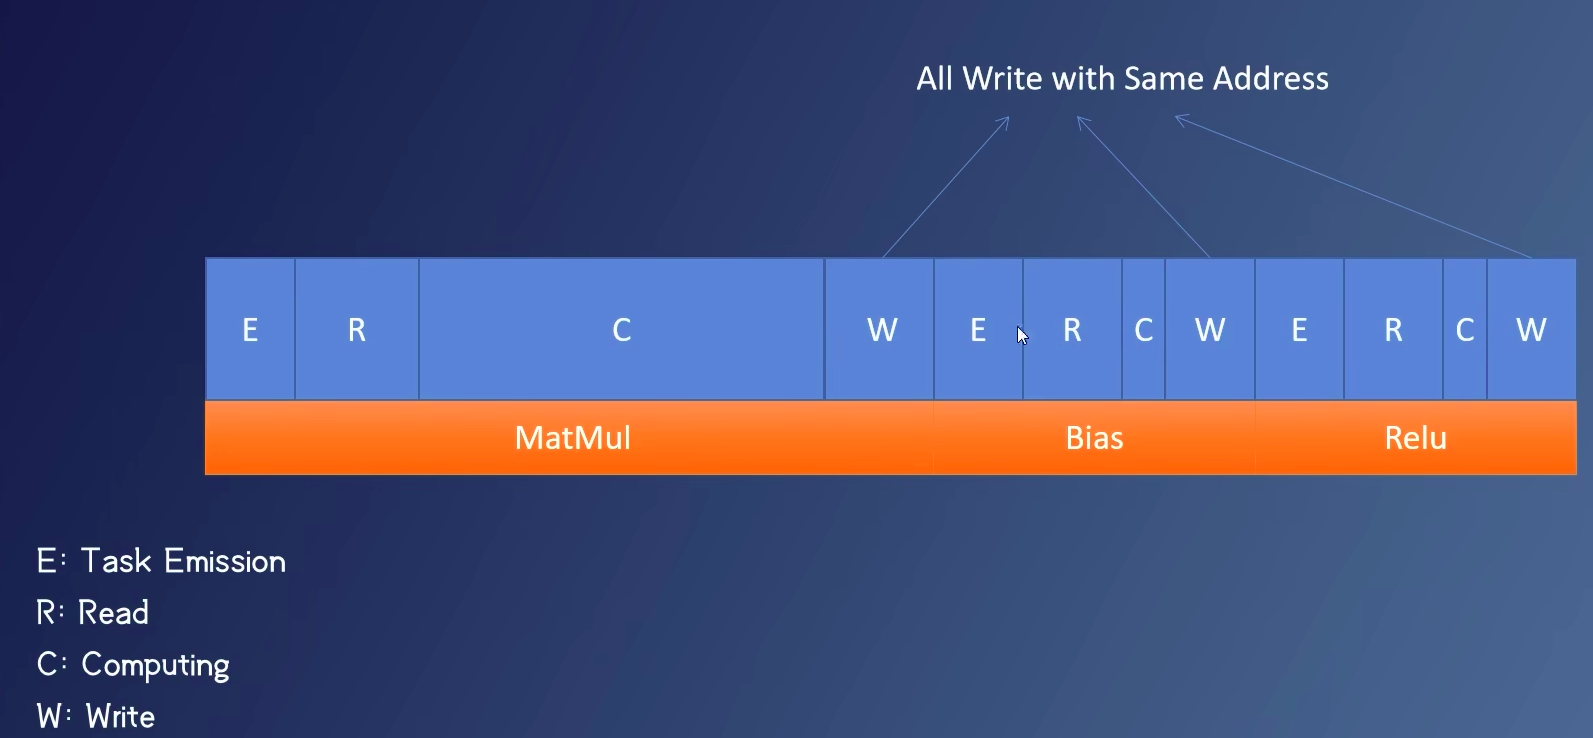 All Write with Same Address
E R C W E R C W E R C W
MatMul Bias Relu
E: Task Emission
R: Read
C: Computing
W: Write